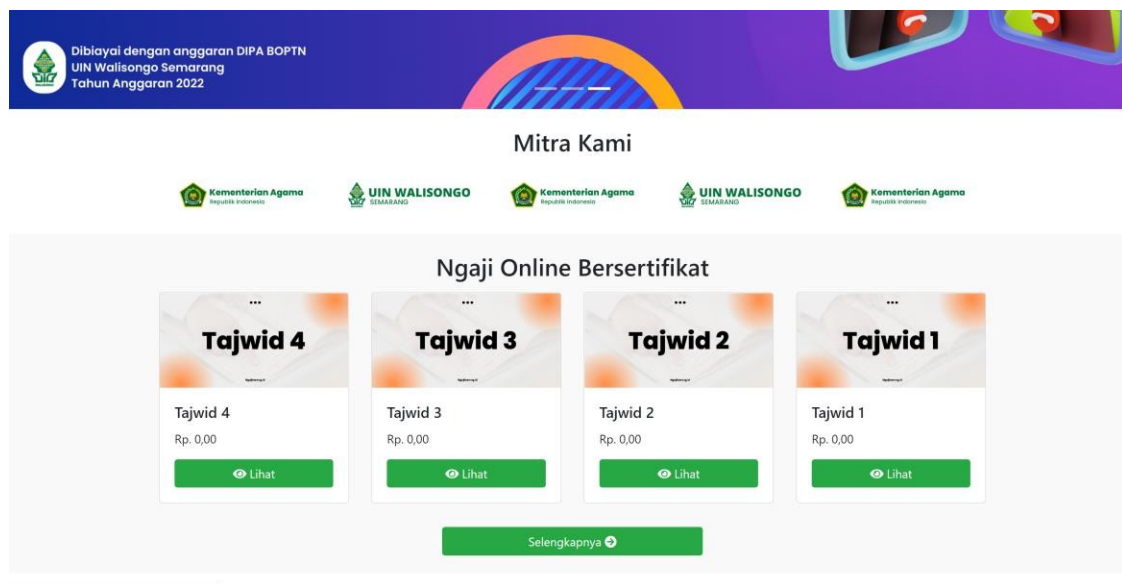 Dibiayai dengan anggaran DIPA BOPTN
UIN Walisongo Semarang
Tahun Anggaran 2022
Mitra Kami
Kementerian Agama
Republik Indonesia
UIN WALISONGO
SEMARANG
Kementerian Agama
Republik Indonesia
UIN WALISONGO
SEMARANG
Kementerian Agama
Republik Indonesia
Ngaji Online Bersertifikat
Tajwid 4
Tajwid 3
Tajwid 2
Tajwid 1
Tajwid 4
Tajwid 3
Tajwid 2
Tajwid 1
Rp. 0,00
Rp. 0,00
Rp. 0,00
Rp. 0,00
Lihat
Lihat
Lihat
Lihat
Selengkapnya